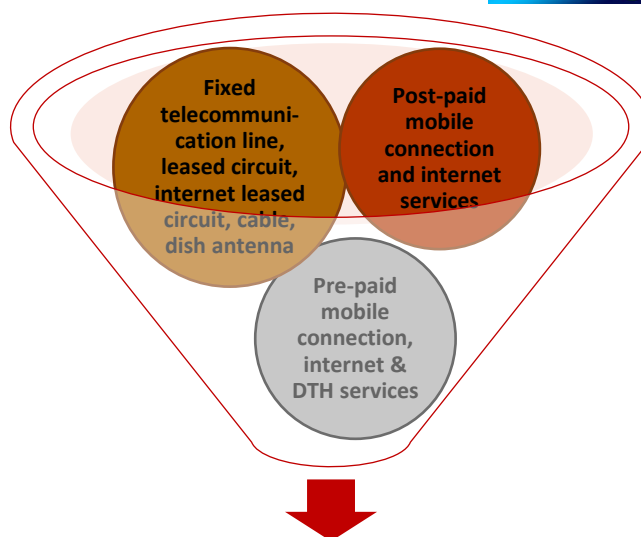 Fixed
telecommuni-
cation line,
leased circuit,
internet leased
circuit, cable,
dish antenna
Post-paid
mobile
connection
and internet
services
Pre-paid
mobile
connection,
internet &
DTH services